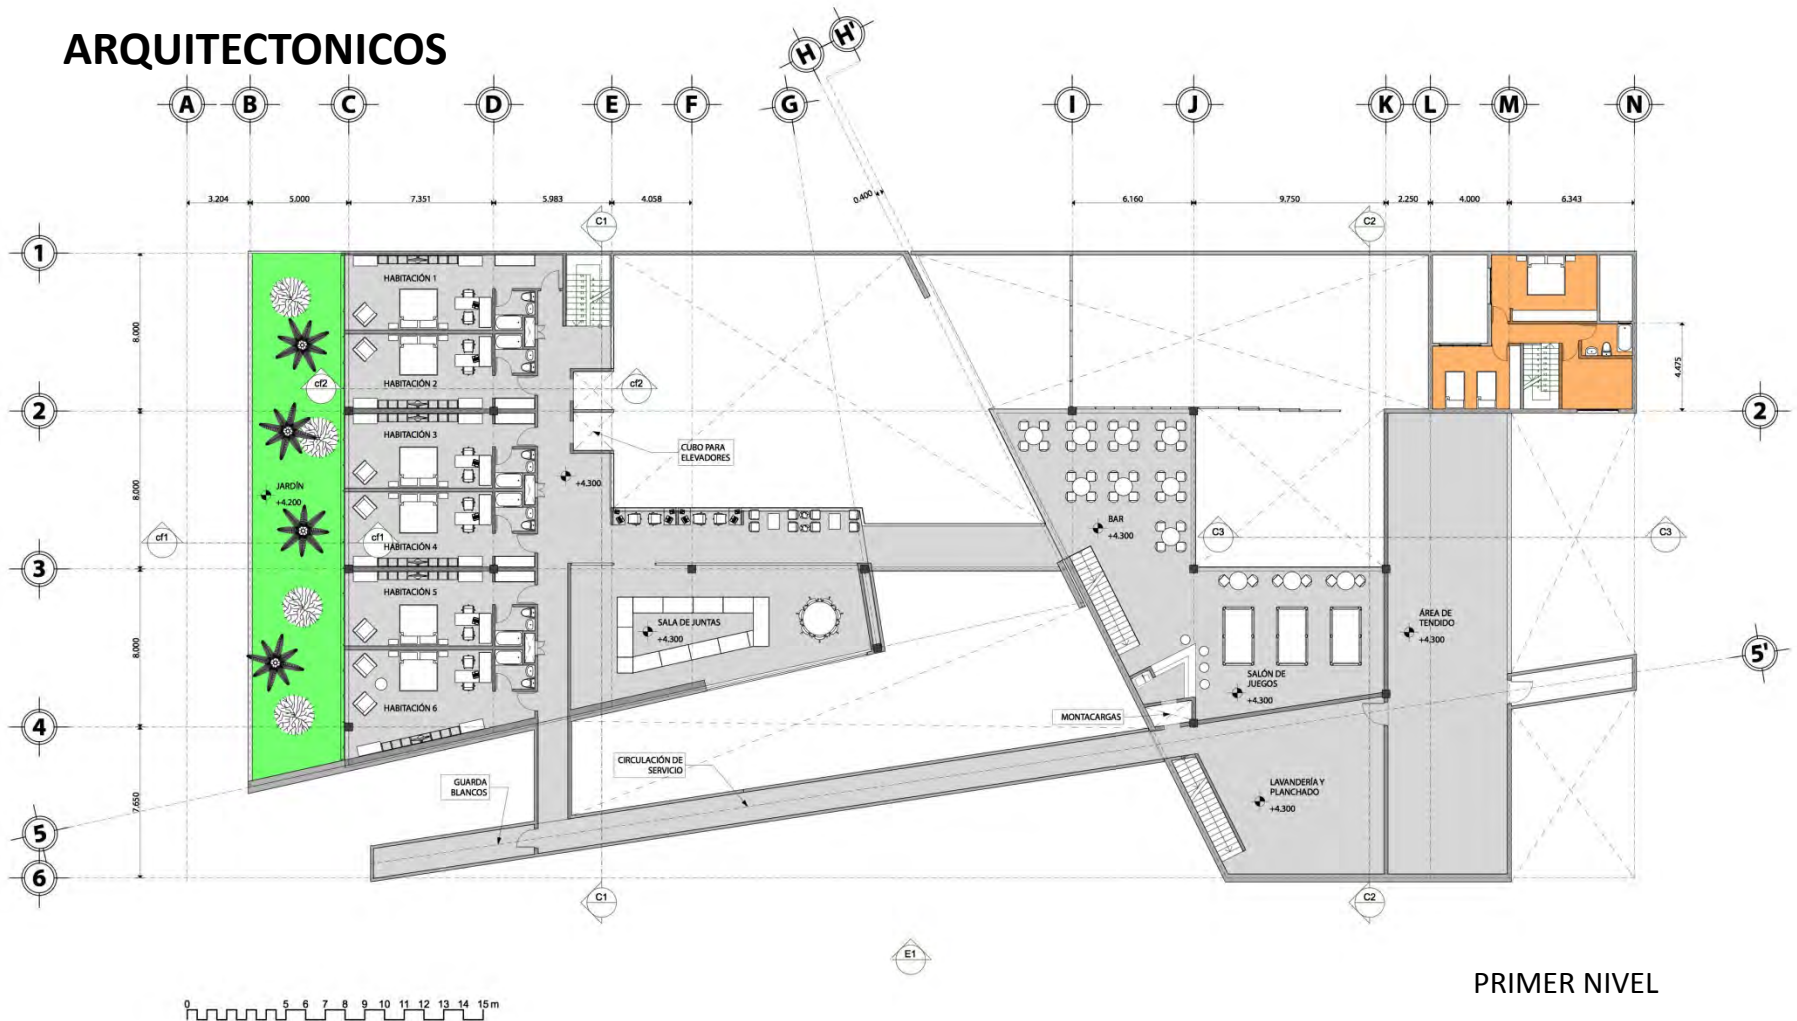 ARQUITECTONICOS
H H'
A B C D E F G I J K L M N
3.204 5.000 7.351 5.983 4.058 0.400 6.160 9.750 2.250 4.000 6.343
C1 C2
1
HABITACIÓN 1
8.000
4.475
HABITACIÓN 2
cf2 cf2
2 2
HABITACIÓN 3
CUBO PARA
ELEVADORES
+4.300
JARDÍN
+4.200
8.000
BAR
+4.300
cf1 cf1 C3 C3
HABITACIÓN 4
3
HABITACIÓN 5
SALA DE JUNTAS
+4.300
ÁREA DE
TENDIDO
+4.300
8.000
5'
SALÓN DE
JUEGOS
+4.300
HABITACIÓN 6
MONTACARGAS
4
CIRCULACIÓN DE
SERVICIO
GUARDA
BLANCOS
LAVANDERÍA Y
PLANCHADO
+4.300
7.650
5
6
C1 C2
E1
PRIMER NIVEL
0 5 6 7 8 9 10 11 12 13 14 15 m